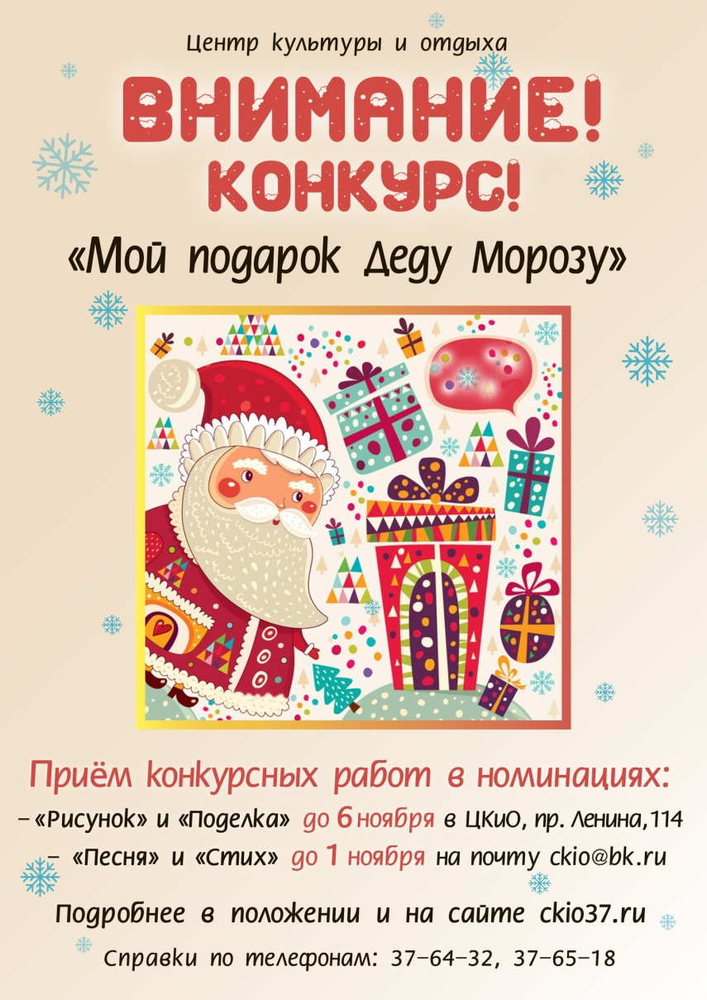 Центр культуры и отдыха
ВНИМАНИЕ!
КОНКУРС!
«Мой подарок Деду Морозу»
Приём конкурсных работ в номинациях:
– «Рисунок» и «Поделка» до 6 ноября в ЦКиО, пр. Ленина,114
– «Песня» и «Стих» до 1 ноября на почту ckio@bk.ru
Подробнее в положении и на сайте ckio37.ru
Справки по телефонам: 37–64–32, 37–65–18